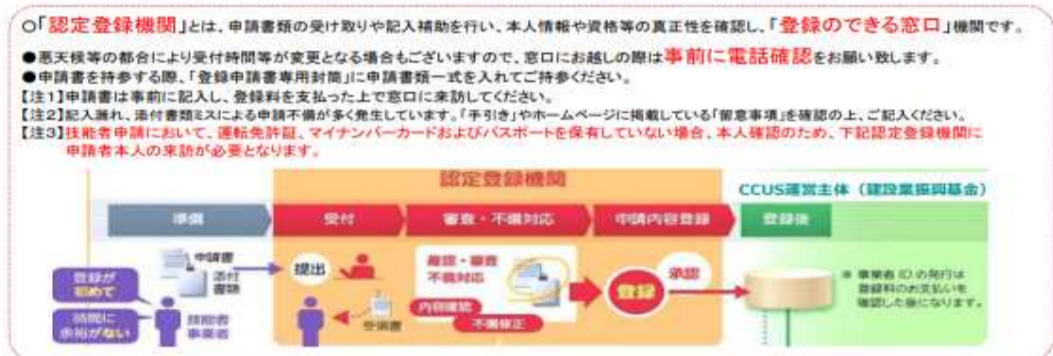 ○「認定登録機関」とは、申請書類の受け取りや記入補助を行い、本人情報や資格等の真正性を確認し、「登録のできる窓口」機関です。
●悪天候等の都合により受付時間等が変更となる場合もございますので、窓口にお越しの際は事前に電話確認をお願い致します。
●申請書を持参する際、「登録申請書専用封筒」に申請書類一式を入れてご持参ください。
【注1】申請書は事前に記入し、登録料を支払った上で窓口に来訪してください。
【注2】記入漏れ、添付書類ミスによる申請不備が多く発生しています。「手引き」やホームページに掲載している「留意事項」を確認の上、ご記入ください。
【注3】技能者申請において、運転免許証、マイナンバーカードおよびパスポートを保有していない場合、本人確認のため、下記認定登録機関に
申請者本人の来訪が必要となります。
認定登録機関
CCUS運営主体（建設業振興基金）
準備
受付
審査・不備対応
申請内容登録
登録後
登録が
初めて
時間に
余裕がない
申請書
添付
書類
技能者
事業者
提出
受領書
確認・審査
不備対応
内容確認
不備修正
登録
承認
※ 事業者 ID の発行は
登録料のお支払いを
確認した後になります。